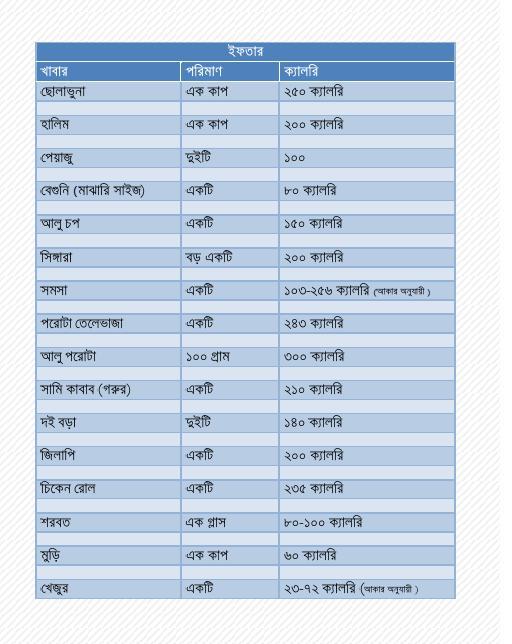 ইফতার
খাবার পরিমাণ ক্যালরি
ছোলাভুনা এক কাপ ২৫০ ক্যালরি
হালিম এক কাপ ২০০ ক্যালরি
পেয়াজু দুইটি ১০০
বেগুনি (মাঝারি সাইজ) একটি ৮০ ক্যালরি
আলু চপ একটি ১৫০ ক্যালরি
সিঙ্গারা বড় একটি ২০০ ক্যালরি
সমসা একটি ১০৩-২৫৬ ক্যালরি (আকার অনুযায়ী )
পরোটা তেলেভাজা একটি ২৪৩ ক্যালরি
আলু পরোটা ১০০ গ্রাম ৩০০ ক্যালরি
সামি কাবাব (গরুর) একটি ২১০ ক্যালরি
দই বড়া দুইটি ১৪০ ক্যালরি
জিলাপি একটি ২০০ ক্যালরি
চিকেন রোল একটি ২৩৫ ক্যালরি
শরবত এক গ্লাস ৮০-১০০ ক্যালরি
মুড়ি এক কাপ ৬০ ক্যালরি
খেজুর একটি ২৩-৭২ ক্যালরি (আকার অনুযায়ী )